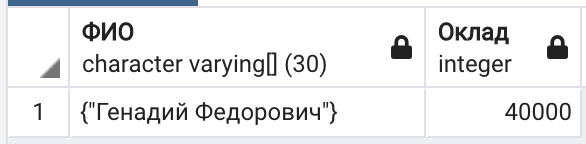 ФИО
character varying[] (30)
Оклад
integer
1
{"Генадий Федорович"}
40000